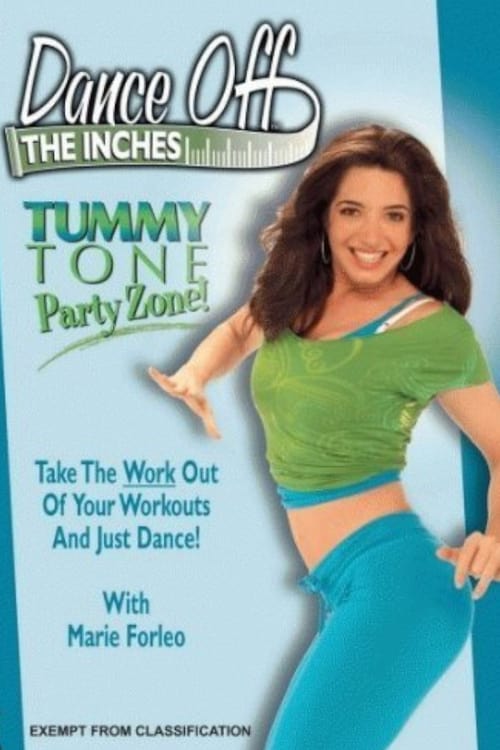 Dance Off
THE INCHES
TUMMY
TONE
Party Zone!
Take The Work Out
Of Your Workouts
And Just Dance!
With
Marie Forleo
EXEMPT FROM CLASSIFICATION